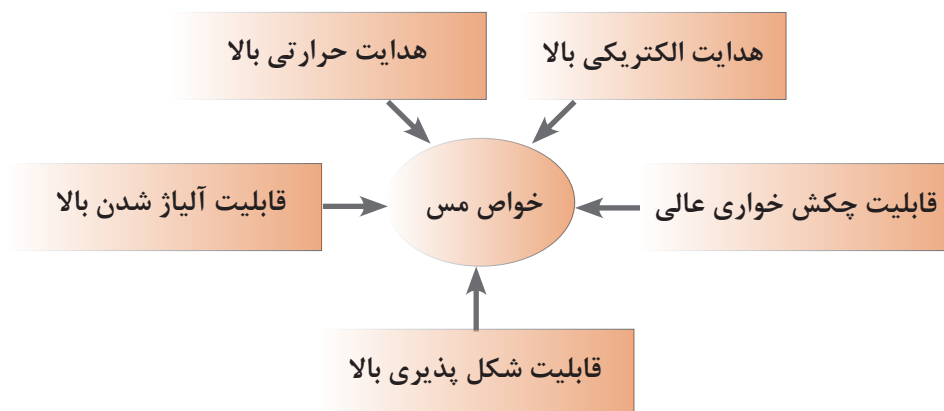 هدایت الکتریکی بالا
هدایت حرارتی بالا
قابلیت چکش خواری عالی
خواص مس
قابلیت آلیاژ شدن بالا
قابلیت شکل پذیری بالا